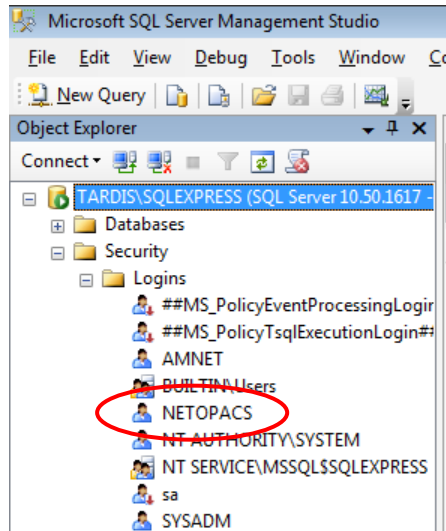 Microsoft SQL Server Management Studio
File Edit View Debug Tools Window
New Query
Object Explorer
Connect
TARDIS\SQLEXPRESS (SQL Server 10.50.1617 -
Databases
Security
Logins
##MS_PolicyEventProcessingLogin
##MS_PolicyTsqlExecutionLogin##
AMNET
BUILTIN\Users
NETOPACS
NT AUTHORITY\SYSTEM
NT SERVICE\MSSQL$SQLEXPRESS
sa
SYSADM